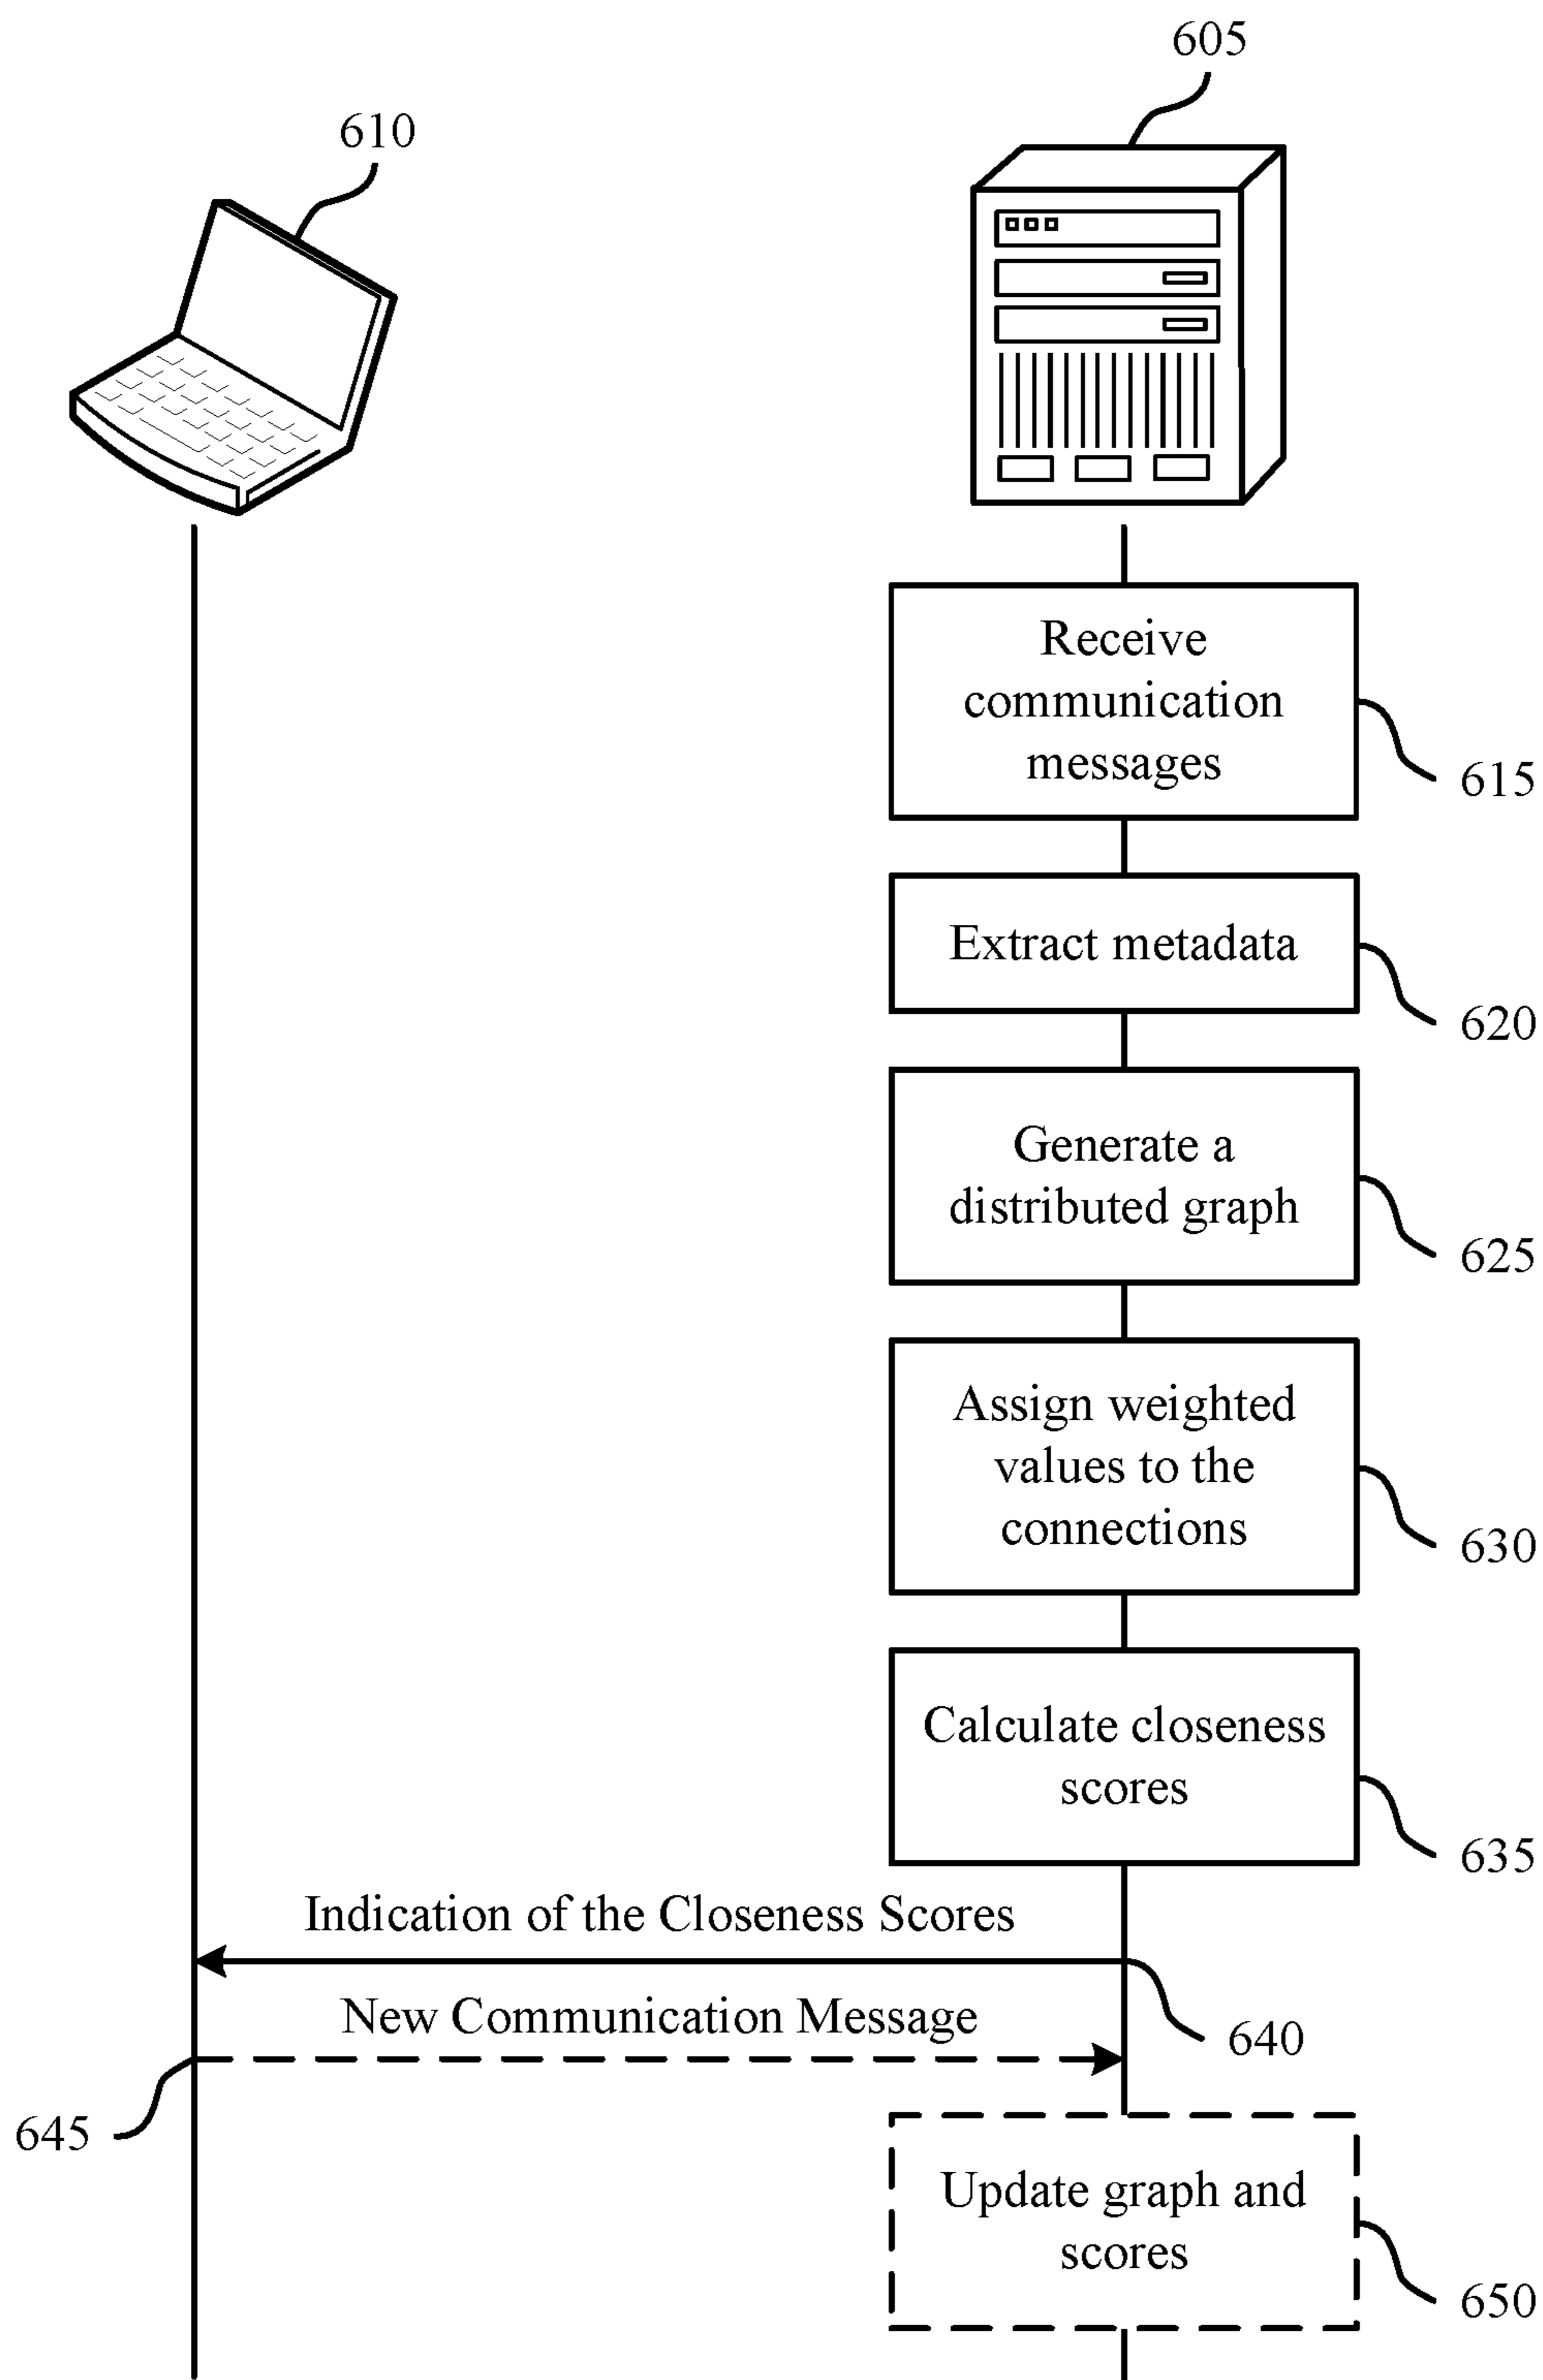 605
610
Receive
communication
messages
615
Extract metadata
620
Generate a
distributed graph
625
Assign weighted
values to the
connections
630
Calculate closeness
scores
635
Indication of the Closeness Scores
New Communication Message
640
645
Update graph and
scores
650